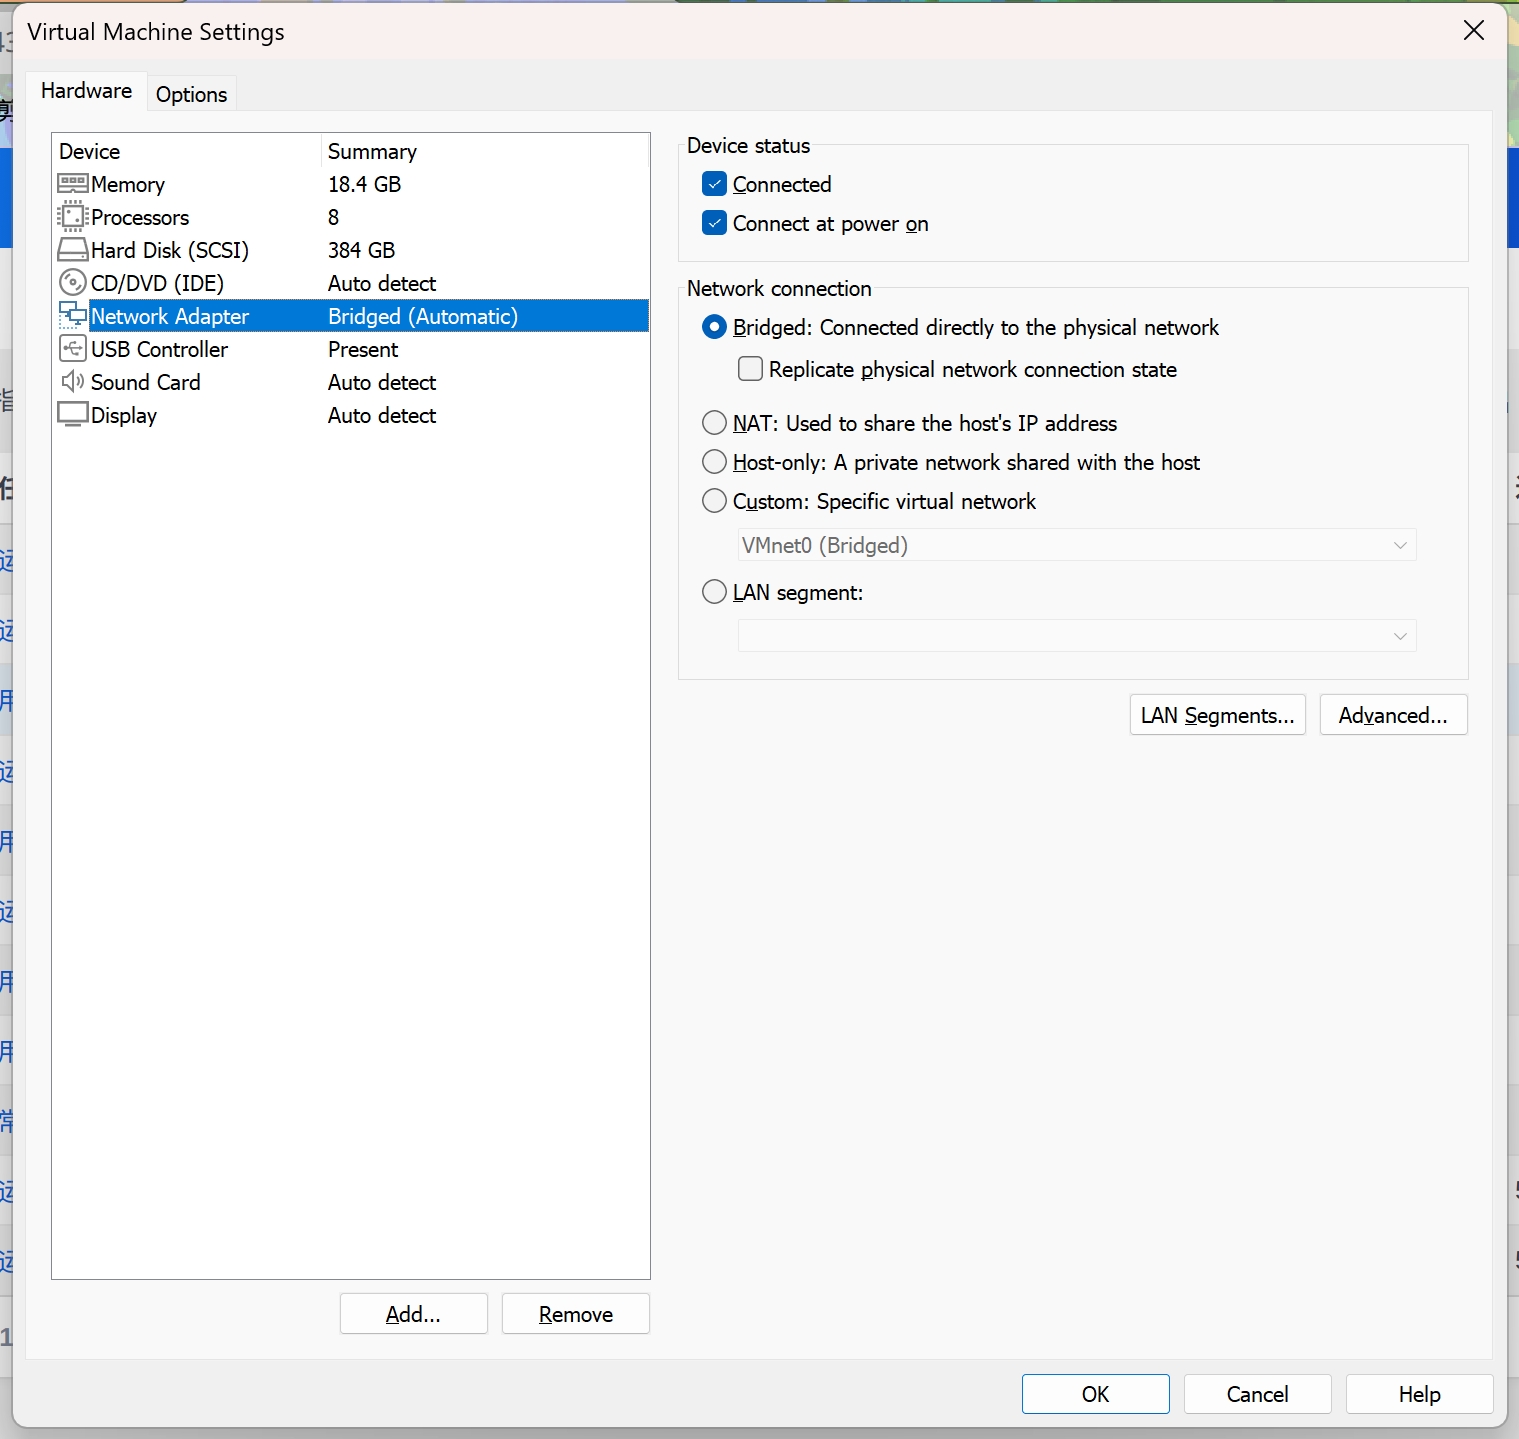 Virtual Machine Settings
Hardware
Options
Device Summary
Memory 18.4 GB
Processors 8
Hard Disk (SCSI) 384 GB
CD/DVD (IDE) Auto detect
Network Adapter Bridged (Automatic)
USB Controller Present
Sound Card Auto detect
Display Auto detect
Add...
Remove
Device status
Connected
Connect at power on
Network connection
Bridged: Connected directly to the physical network
Replicate physical network connection state
NAT: Used to share the host's IP address
Host-only: A private network shared with the host
Custom: Specific virtual network
VMnet0 (Bridged)
LAN segment:
LAN Segments...
Advanced...
OK
Cancel
Help